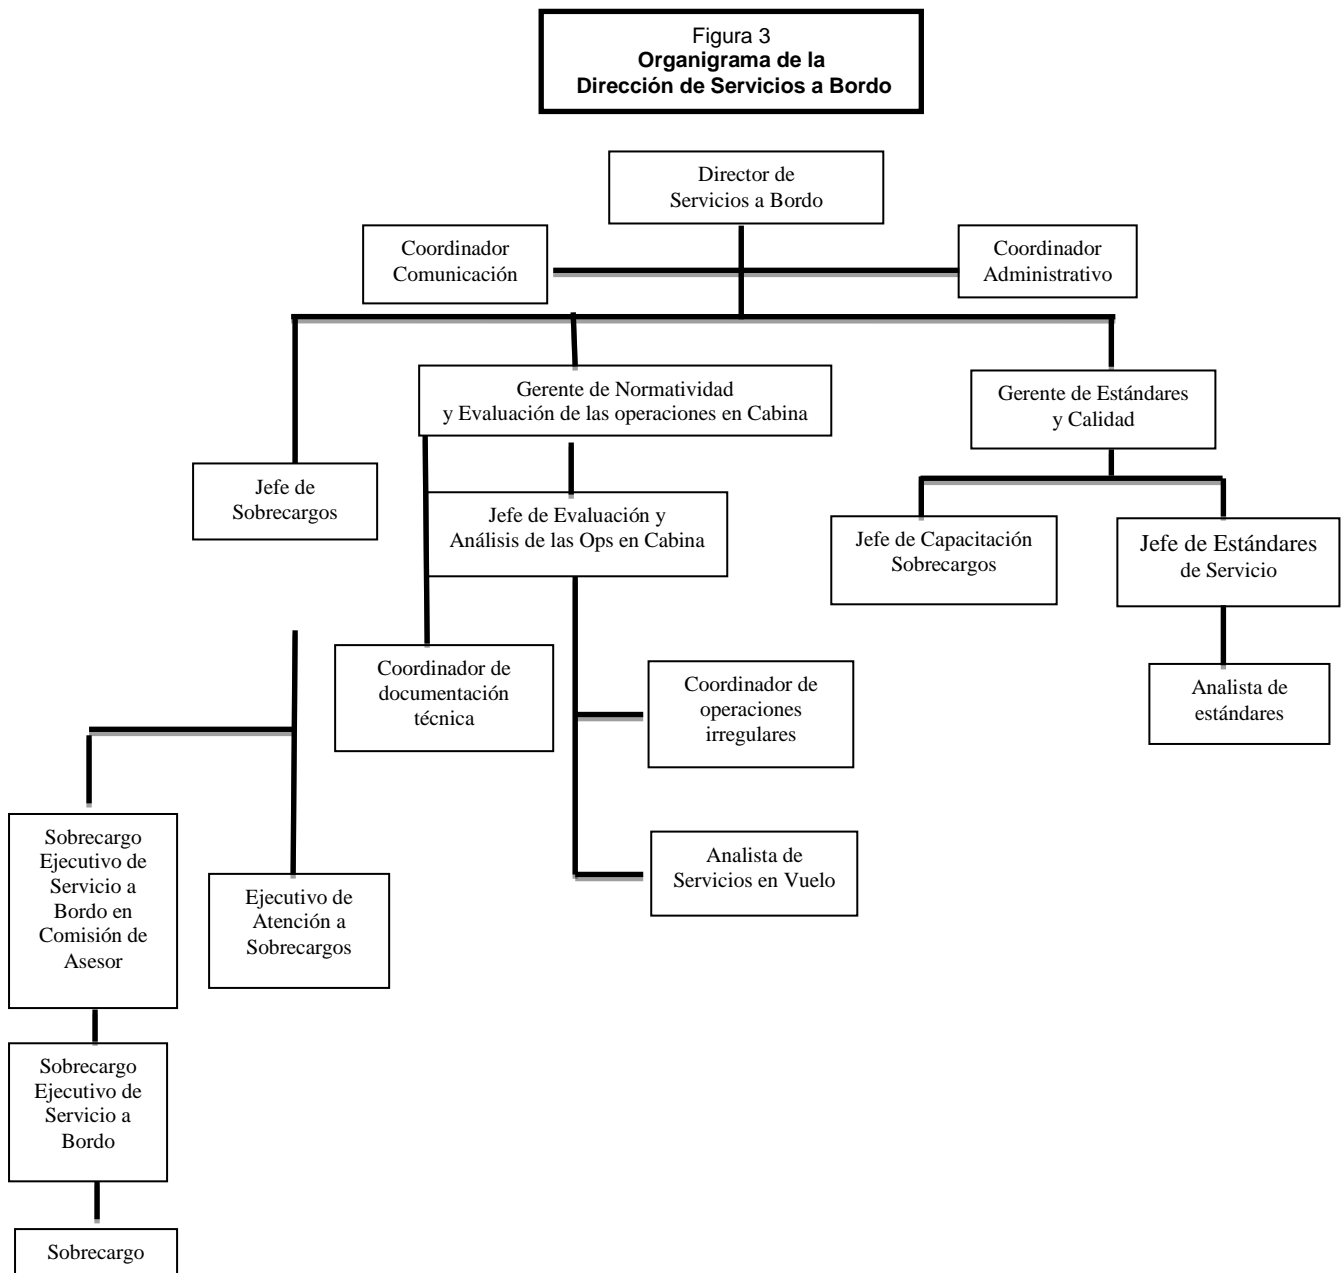 Figura 3
Organigrama de la
Dirección de Servicios a Bordo
Director de
Servicios a Bordo
Coordinador
Comunicación
Coordinador
Administrativo
Gerente de Normatividad
y Evaluación de las operaciones en Cabina
Gerente de Estándares
y Calidad
Jefe de
Sobrecargos
Jefe de Evaluación y
Análisis de las Ops en Cabina
Jefe de Capacitación
Sobrecargos
Jefe de Estándares
de Servicio
Coordinador de
documentación
técnica
Coordinador de
operaciones
irregulares
Analista de
estándares
Sobrecargo
Ejecutivo de
Servicio a
Bordo en
Comisión de
Asesor
Ejecutivo de
Atención a
Sobrecargos
Analista de
Servicios en Vuelo
Sobrecargo
Ejecutivo de
Servicio a
Bordo
Sobrecargo